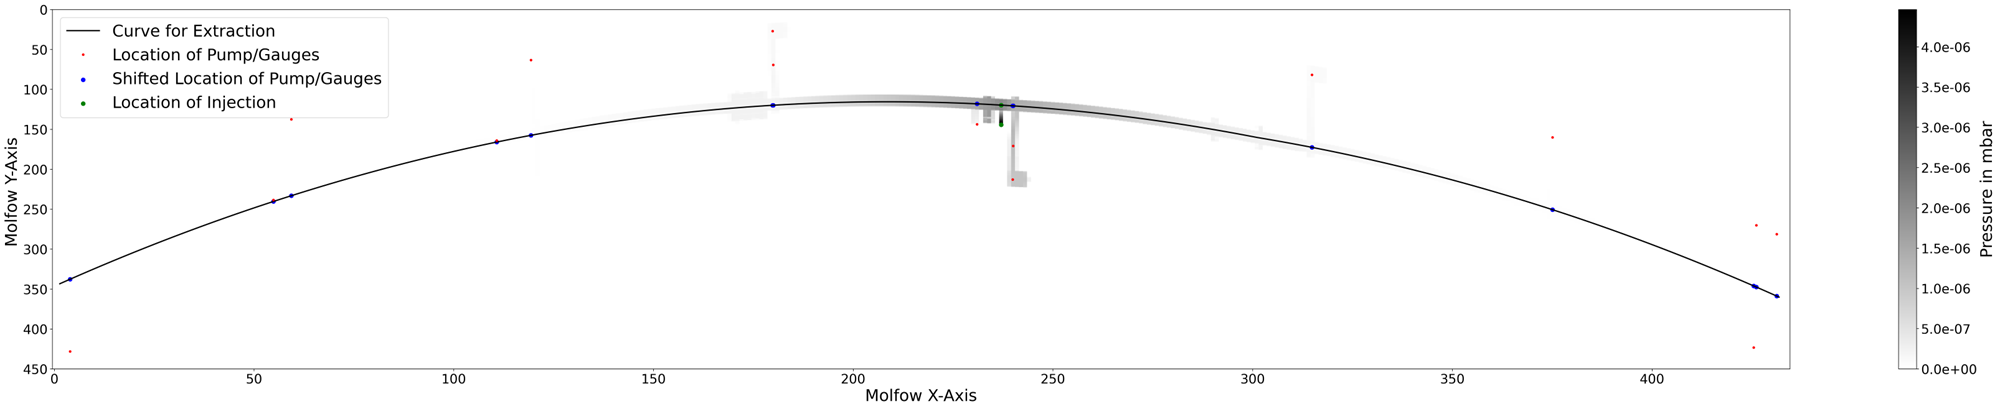 Curve for Extraction
Location of Pump/Gauges
Shifted Location of Pump/Gauges
Location of Injection
0
50
100
150
200
250
300
350
400
450
Molfow Y-Axis
0
50
100
150
200
250
300
350
400
Molfow X-Axis
4.0e-06
3.5e-06
3.0e-06
2.5e-06
2.0e-06
1.5e-06
1.0e-06
5.0e-07
0.0e+00
Pressure in mbar